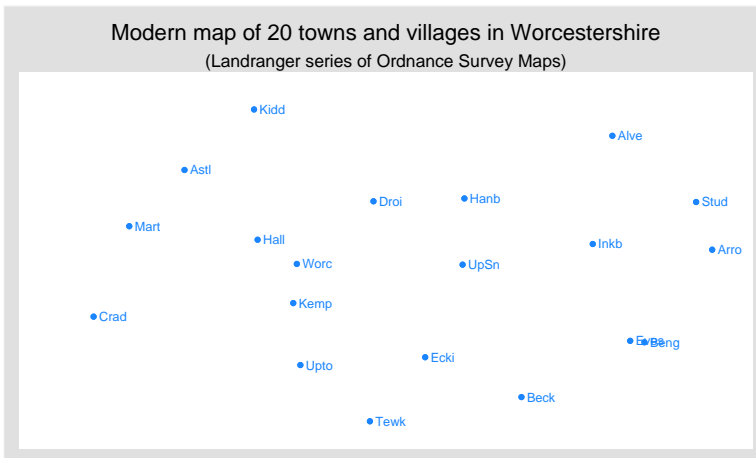 Modern map of 20 towns and villages in Worcestershire
(Landranger series of Ordnance Survey Maps)
Kidd
Alve
Astl
Droi
Hanb
Stud
Mart
Hall
Inkb
Arro
Worc
UpSn
Kemp
Crad
Eves
Beng
Ecki
Upto
Beck
Tewk